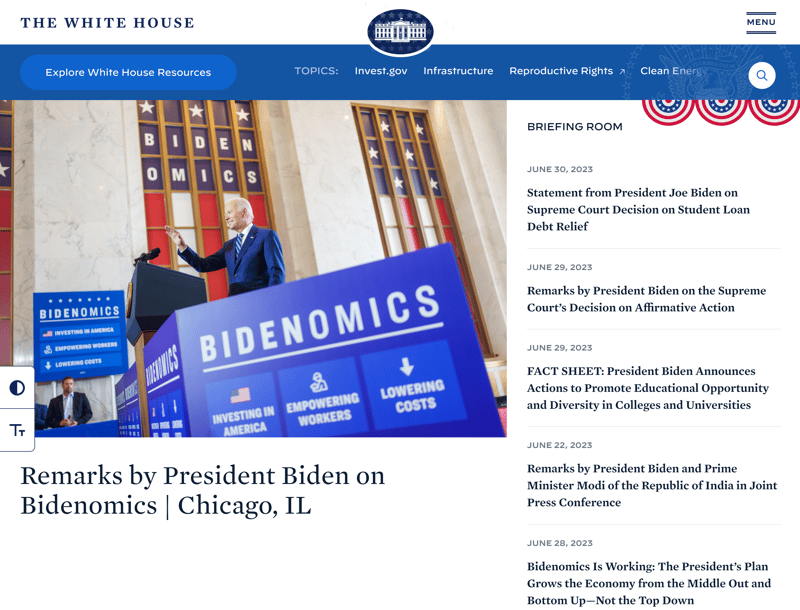 THE WHITE HOUSE
MENU
Explore White House Resources
TOPICS:
Invest.gov
Infrastructure
Reproductive Rights ↗
Clean Energy
BIDEN
OMICS
BIDENOMICS
INVESTING IN AMERICA
EMPOWERING WORKERS
LOWERING COSTS
BIDENOMICS
BIDENOMICS
INVESTING IN
AMERICA
EMPOWERING
WORKERS
LOWERING
COSTS
Tт
Remarks by President Biden on
Bidenomics | Chicago, IL
BRIEFING ROOM
JUNE 30, 2023
Statement from President Joe Biden on
Supreme Court Decision on Student Loan
Debt Relief
JUNE 29, 2023
Remarks by President Biden on the Supreme
Court’s Decision on Affirmative Action
JUNE 29, 2023
FACT SHEET: President Biden Announces
Actions to Promote Educational Opportunity
and Diversity in Colleges and Universities
JUNE 22, 2023
Remarks by President Biden and Prime
Minister Modi of the Republic of India in Joint
Press Conference
JUNE 28, 2023
Bidenomics Is Working: The President’s Plan
Grows the Economy from the Middle Out and
Bottom Up—Not the Top Down